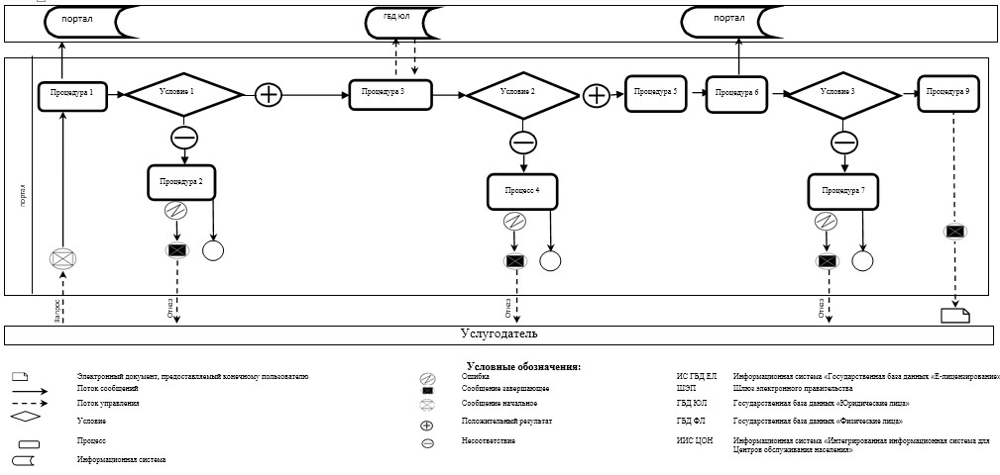 портал
ГБД ЮЛ
портал
Процедура 1
Условие 1
Процедура 3
Условие 2
Процедура 5
Процедура 6
Условие 3
Процедура 9
Процедура 2
Процесс 4
Процедура 7
портал
Запрос
Отказ
Отказ
Отказ
Услугодатель
Условные обозначения:
Электронный документ, предоставляемый конечному пользователю
Поток сообщений
Поток управления
Условие
Процесс
Информационная система
Ошибка
Сообщение завершающее
Сообщение начальное
Положительный результат
Несоответствие
ИС ГБД ЕЛ Информационная система «Государственная база данных «Е-лицензирование»
ШЭП Шлюз электронного правительства
ГБД ЮЛ Государственная база данных «Юридические лица»
ГБД ФЛ Государственная база данных «Физические лица»
ИИС ЦОН Информационная система «Интегрированная информационная система для
Центров обслуживания населения»